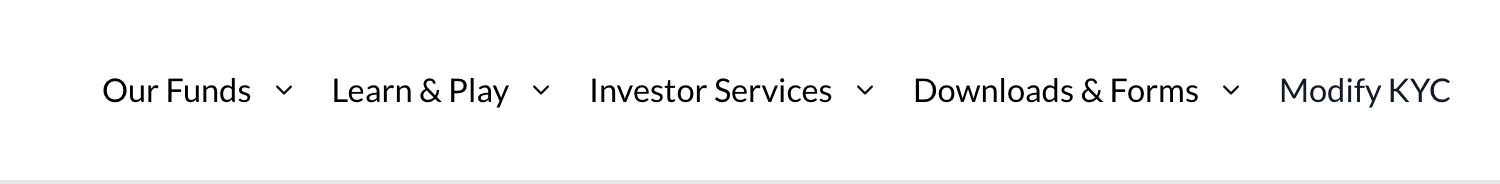 Our Funds Learn & Play Investor Services Downloads & Forms Modify KYC